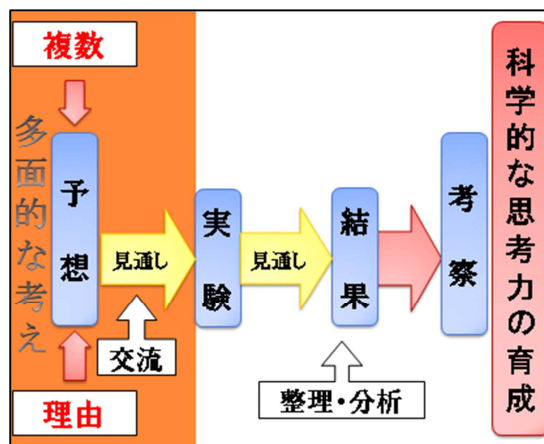 複数
多面的な考え
予想
理由
見通し
交流
実験
見通し
結果
整理・分析
考察
科学的な思考力の育成